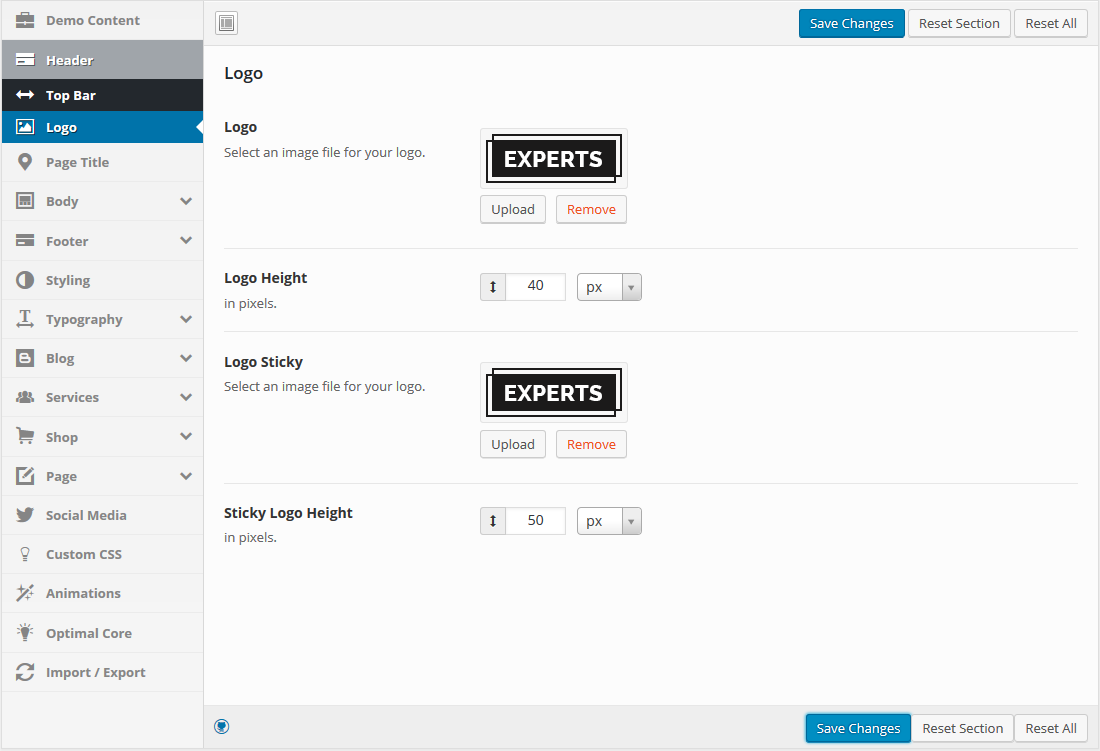 Demo Content
Header
Top Bar
Logo
Page Title
Body
Footer
Styling
Typography
Blog
Services
Shop
Page
Social Media
Custom CSS
Animations
Optimal Core
Import / Export
Save Changes Reset Section Reset All
Logo
Logo
Select an image file for your logo.
EXPERTS
Upload Remove
Logo Height
in pixels.
40 px
Logo Sticky
Select an image file for your logo.
EXPERTS
Upload Remove
Sticky Logo Height
in pixels.
50 px
Save Changes Reset Section Reset All